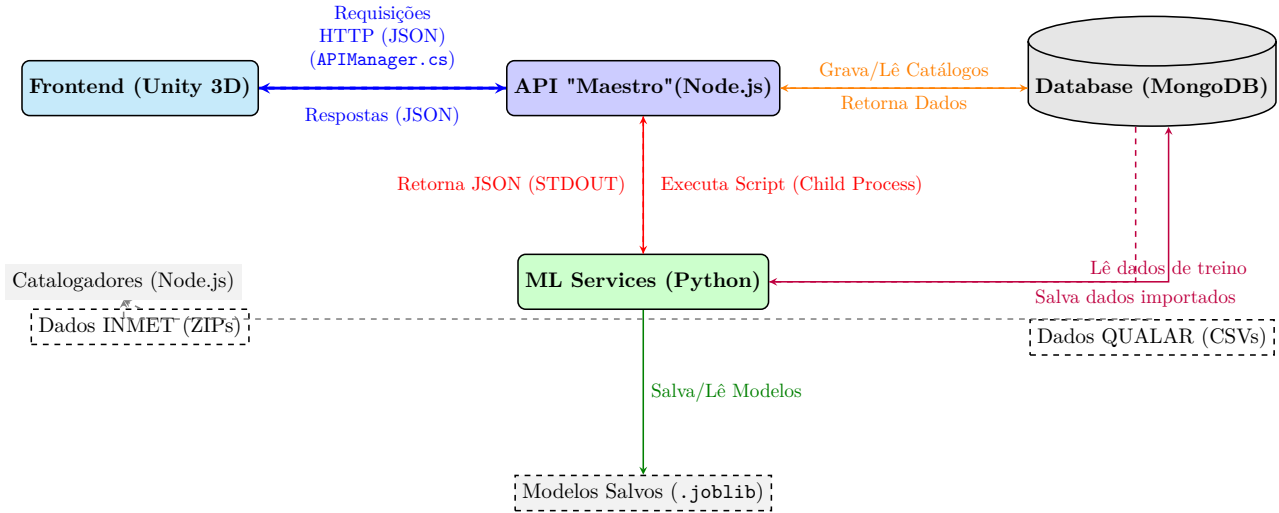 Requisições
HTTP (JSON)
(APIManager.cs)
Frontend (Unity 3D)
Respostas (JSON)
API "Maestro"(Node.js)
Grava/Lê Catálogos
Retorna Dados
Database (MongoDB)
Retorna JSON (STDOUT)
Executa Script (Child Process)
Catalogadores (Node.js)
Dados INMET (ZIPs)
ML Services (Python)
Lê dados de treino
Salva dados importados
Dados QUALAR (CSVs)
Salva/Lê Modelos
Modelos Salvos (.joblib)